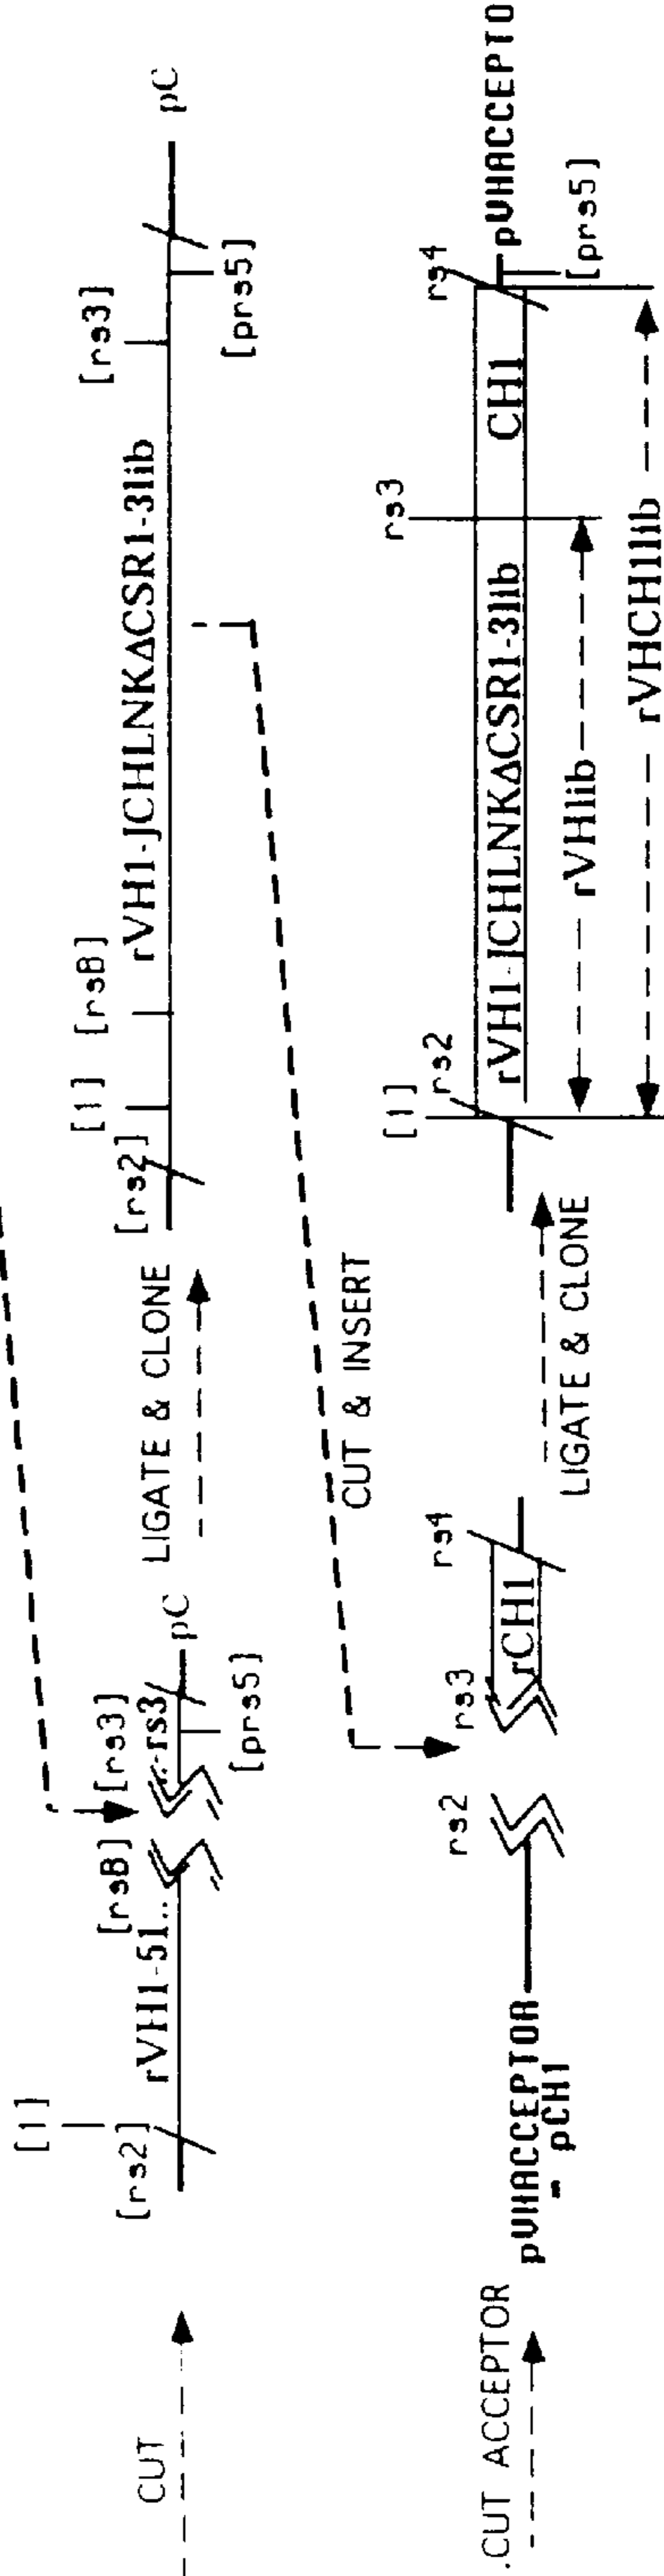 CUT
[1]
[rs2]
rVH1-51..
[rsB]
[rs3]
..-rs3
pC
[prs5]
LIGATE & CLONE
[rs2]
[1]
[rsB]
rVH1-JCHLNKΔCSR1-3lib
[rs3]
[prs5]
pC
CUT & INSERT
.CUT ACCEPTOR
pVHACCEPTOR
= pCH1
rs2
rs3
rCH1
rs4
LIGATE & CLONE
[1]
rs2
rVH1-JCHLNKΔCSR1-3lib
rs3
CH1
rs4
pVHACCEPTO
[prs5]
rVHlib
rVHCH1lib